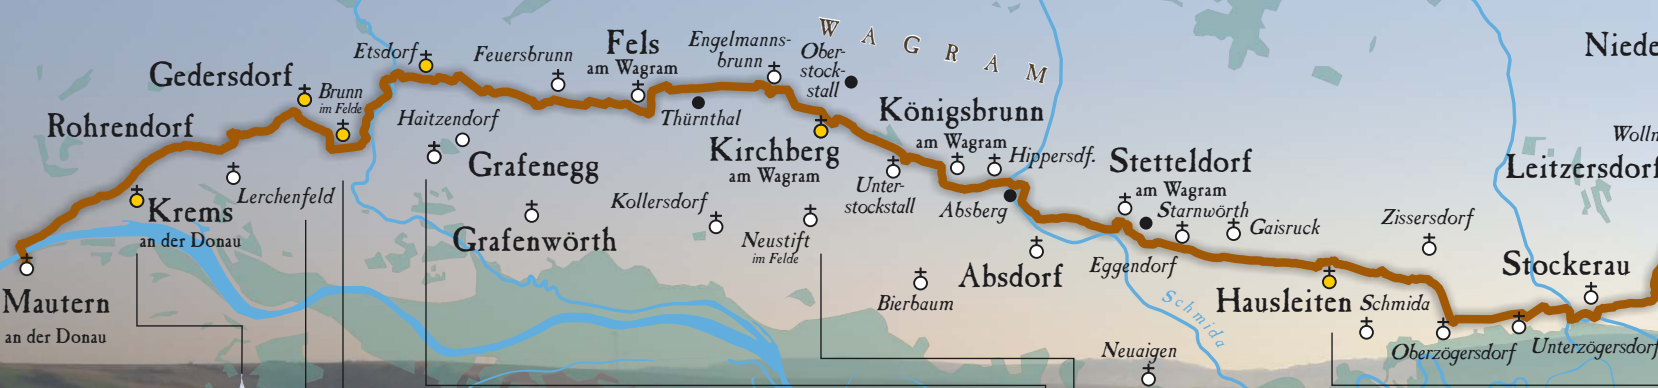 WAGRAM
Niede
Etsdorf
Feuersbrunn
Fels
am Wagram
Engelmanns-
brunn
Ober-
stock-
stall
Gedersdorf
Brunn
im Felde
Rohrendorf
Haitzendorf
Thürnthal
Königsbrunn
am Wagram
Wolln
Kirchberg
am Wagram
Hippersdf.
Stetteldorf
am Wagram
Leitzersdorf
Grafenegg
Lerchenfeld
Unter-
stockstall
Absberg
Starnwörth
Gaisruck
Zissersdorf
Krems
an der Donau
Kollersdorf
Grafenwörth
Neustift
im Felde
Absdorf
Eggendorf
Stockerau
Mautern
an der Donau
Bierbaum
Schmida
Hausleiten
Schmida
Neuaigen
Oberzögersdorf
Unterzögersdorf